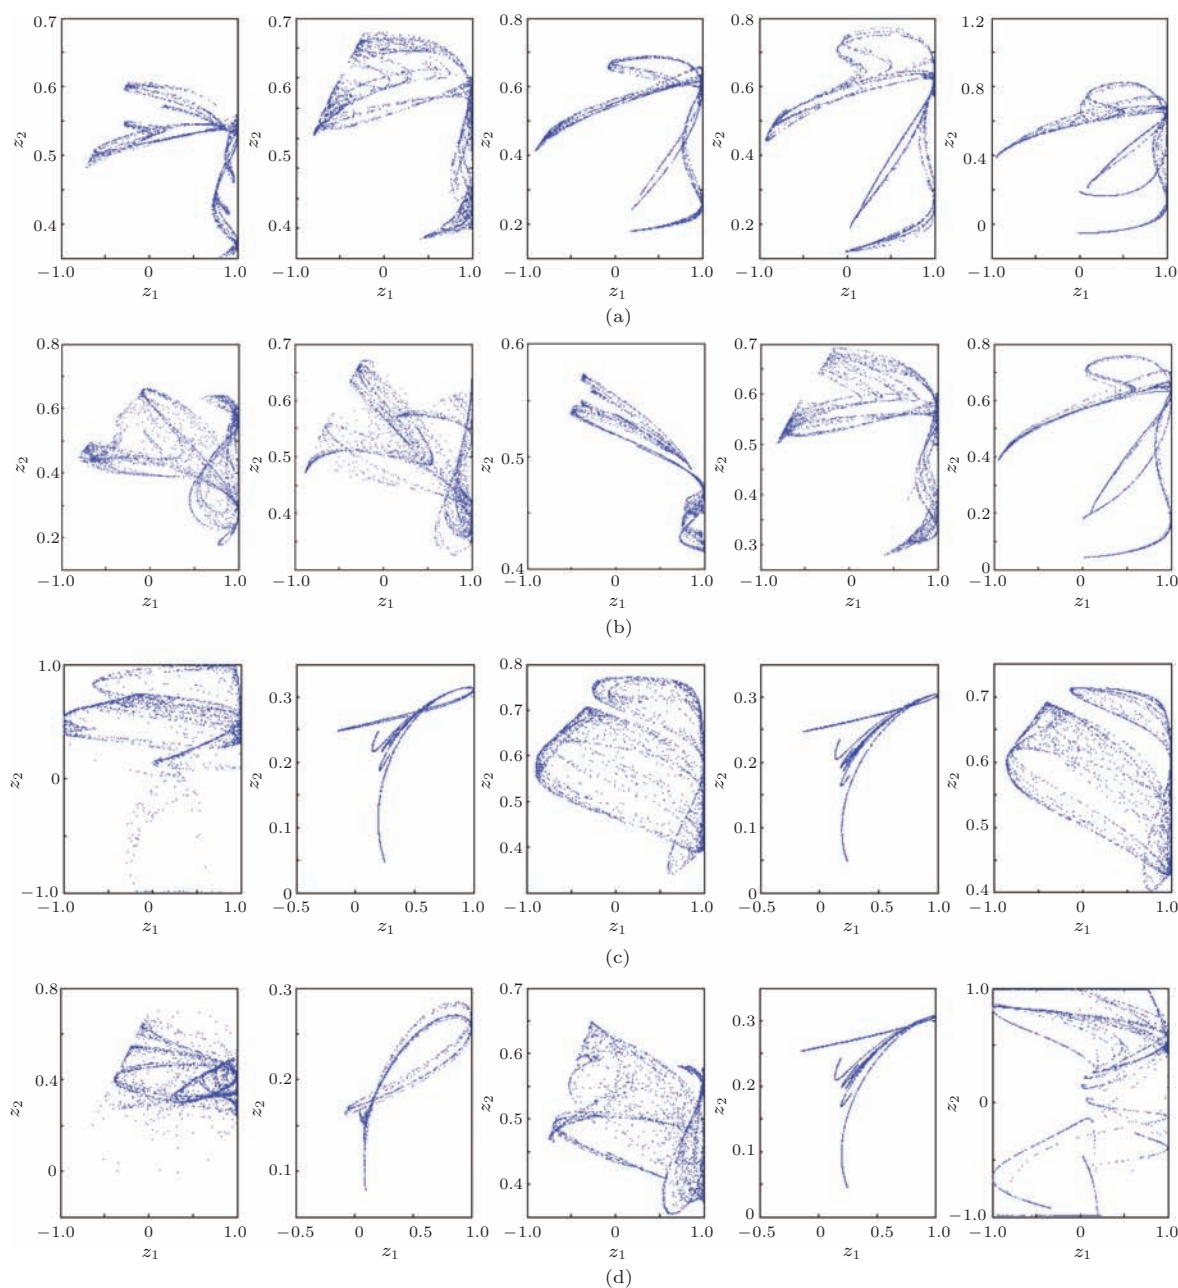 0.7 0.7 0.8 0.8 1.2
0.6 0.6 0.6 0.6 0.8
z2 z2 z2 z2 z2
0.5 0.5 0.4 0.4 0.4
0.4 0.4 0.2 0.2 0
−1.0 0 1.0 −1.0 0 1.0 −1.0 0 1.0 −1.0 0 1.0 −1.0 0 1.0
z1 z1 z1 z1 z1
(a)
0.8 0.7 0.6 0.7 0.8
0.6 0.6 0.6 0.6
z2 z2 z2 z2 z2
0.4 0.5 0.5 0.5 0.4
0.2 0.4 0.4 0.2
0.4 0.3 0
−1.0 0 1.0 −1.0 0 1.0 −1.0 0 1.0 −1.0 0 1.0 −1.0 0 1.0
z1 z1 z1 z1 z1
(b)
1.0 0.3 0.8 0.3 0.7
0.7
0.2 0.6 0.2 0.6
z2 z2 z2 z2 z2
0 0.1 0.5 0.1 0.5
0.4
−1.0 0 0 0.4
−1.0 0 1.0 −0.5 0 0.5 1.0 −1.0 0 1.0 −0.5 0 0.5 1.0 −1.0 0 1.0
z1 z1 z1 z1 z1
(c)
0.8 0.3 0.7 0.3 1.0
0.6
0.4 0.2 0.2
z2 z2 z2 z2 z2
0.5 0
0 0.1 0.4 0.1
0 −1.0
−1.0 0 1.0 −0.5 0 0.5 1.0 −1.0 0 1.0 −0.5 0 0.5 1.0 −1.0 0 1.0
z1 z1 z1 z1 z1
(d)